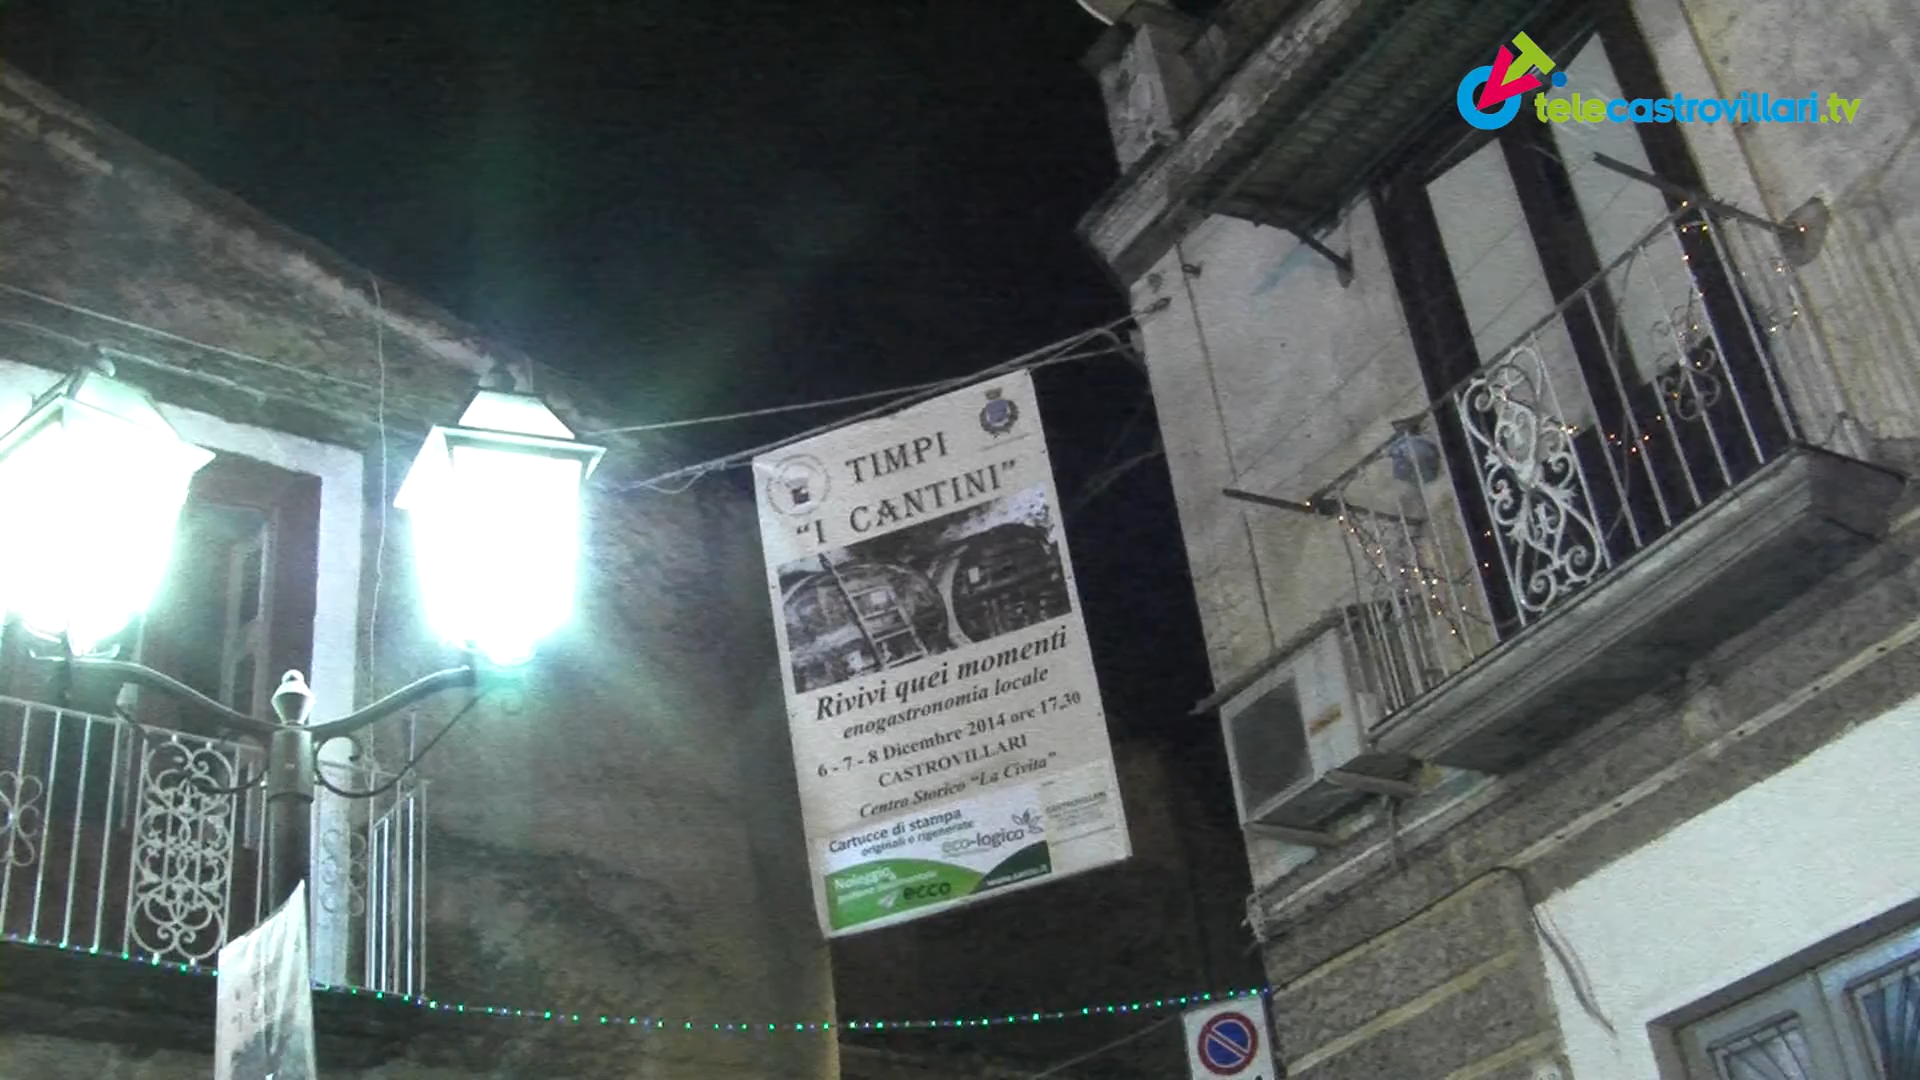 telecastrovillari.tv
TIMPI
“I CANTINI”
Rivivi quei momenti
enogastronomia locale
6 - 7 - 8 Dicembre 2014 ore 17,30
CASTROVILLARI
Centro Storico “La Civita”
Cartucce di stampa
originali e rigenerate
eco-logico
CASTROVILLARI
Noleggio
ecco